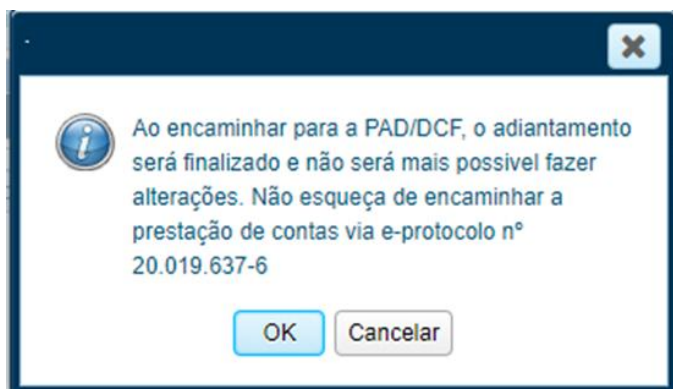 Ao encaminhar para a PAD/DCF, o adiantamento
será finalizado e não será mais possivel fazer
alterações. Não esqueça de encaminhar a
prestação de contas via e-protocolo nº
20.019.637-6
OK Cancelar